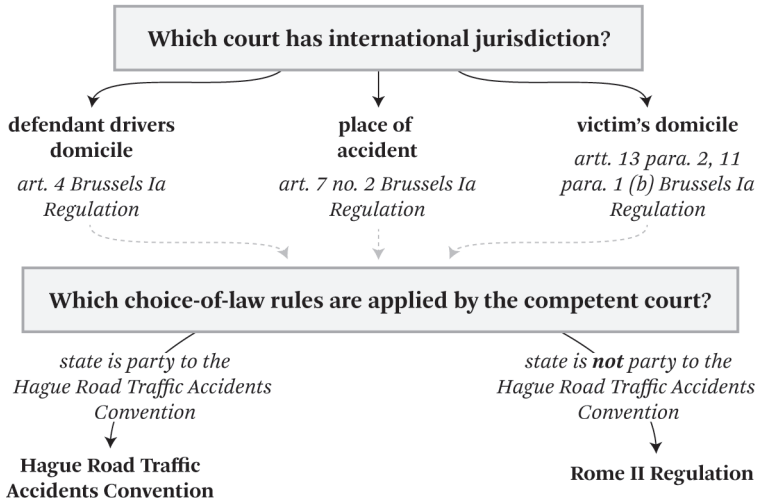 Which court has international jurisdiction?
defendant drivers
domicile
art. 4 Brussels Ia
Regulation
place of
accident
art. 7 no. 2 Brussels Ia
Regulation
victim's domicile
artt. 13 para. 2, 11
para. 1 (b) Brussels Ia
Regulation
Which choice-of-law rules are applied by the competent court?
state is party to the
Hague Road Traffic Accidents
Convention
Hague Road Traffic
Accidents Convention
state is not party to the
Hague Road Traffic Accidents
Convention
Rome II Regulation